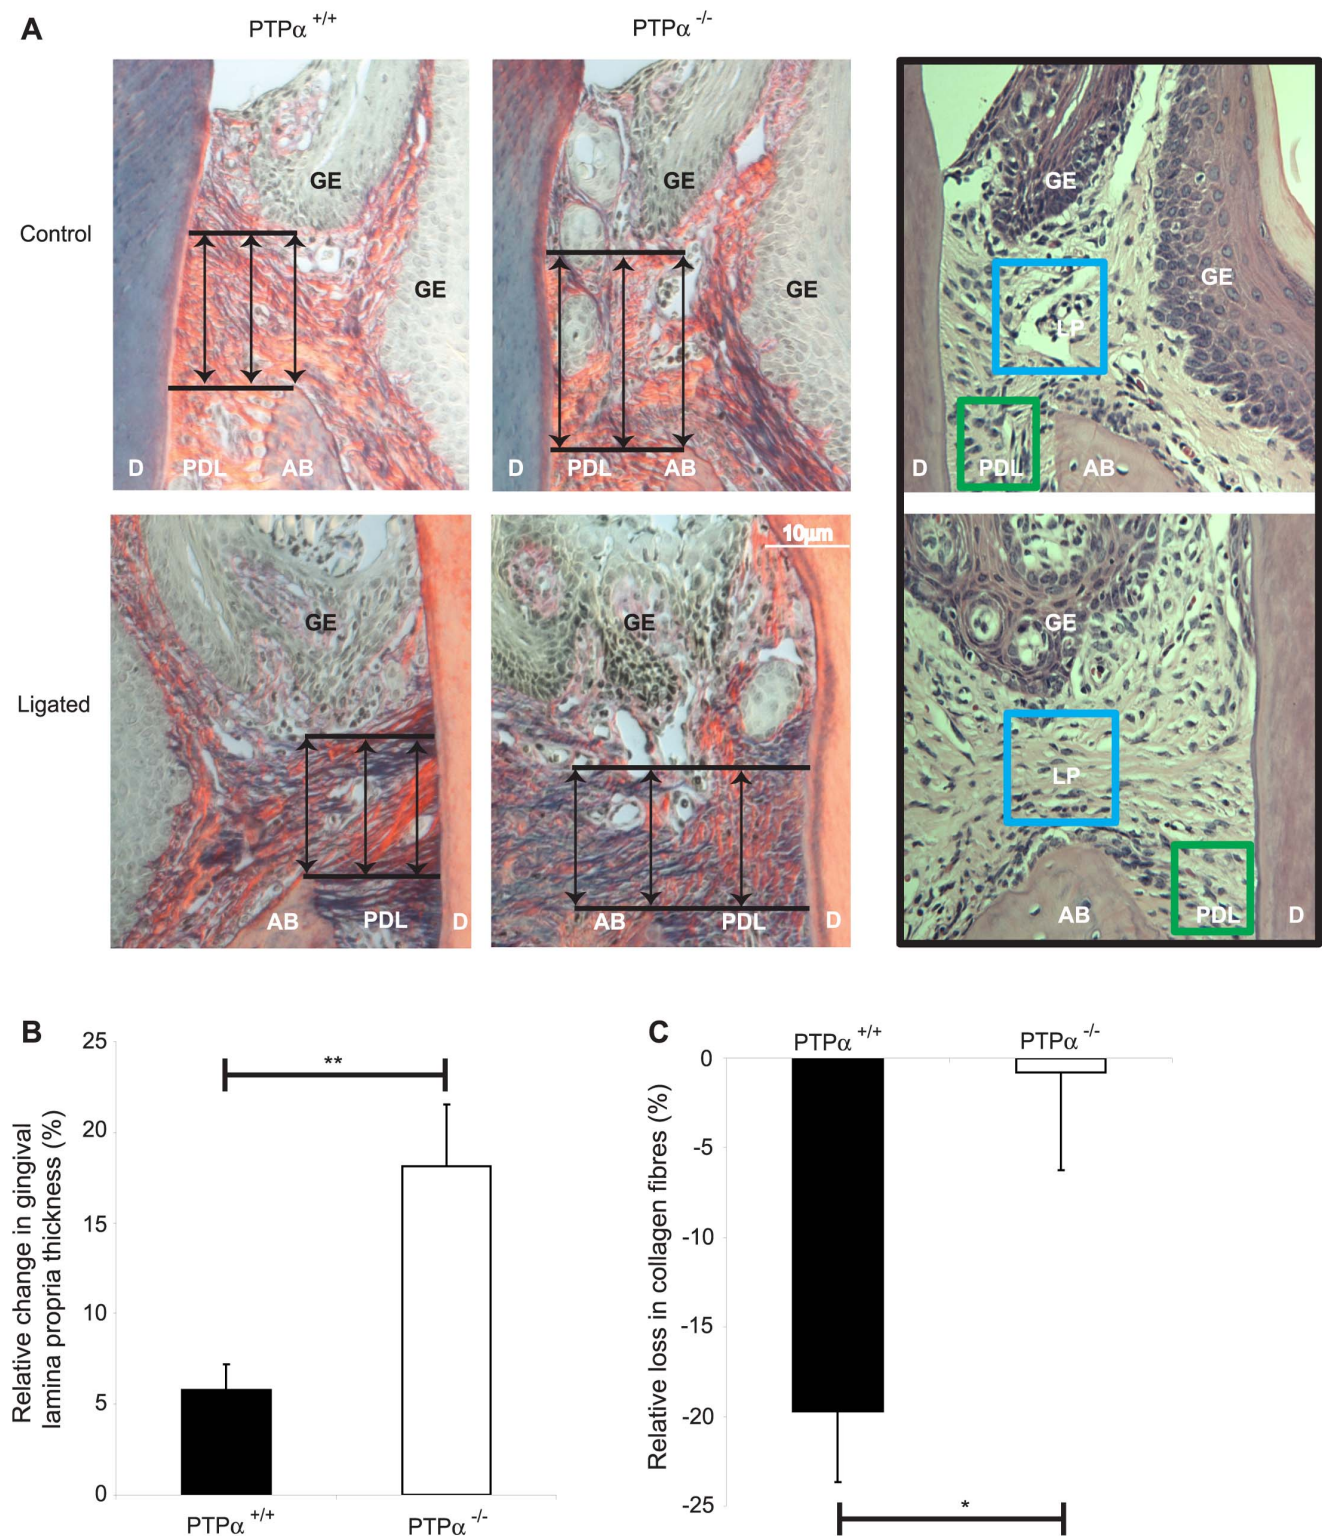 A
PTPα +/+
PTPα -/-
Control
GE
GE
D
PDL
AB
GE
GE
D
PDL
AB
GE
GE
LP
D
PDL
AB
Ligated
GE
AB
PDL
D
10µm
GE
AB
PDL
D
GE
LP
AB
PDL
D
B
Relative change in gingival
lamina propria thickness (%)
25
20
15
10
5
0
**
PTPα +/+
PTPα -/-
C
PTPα +/+
PTPα -/-
Relative loss in collagen fibres (%)
0
-5
-10
-15
-20
-25
*